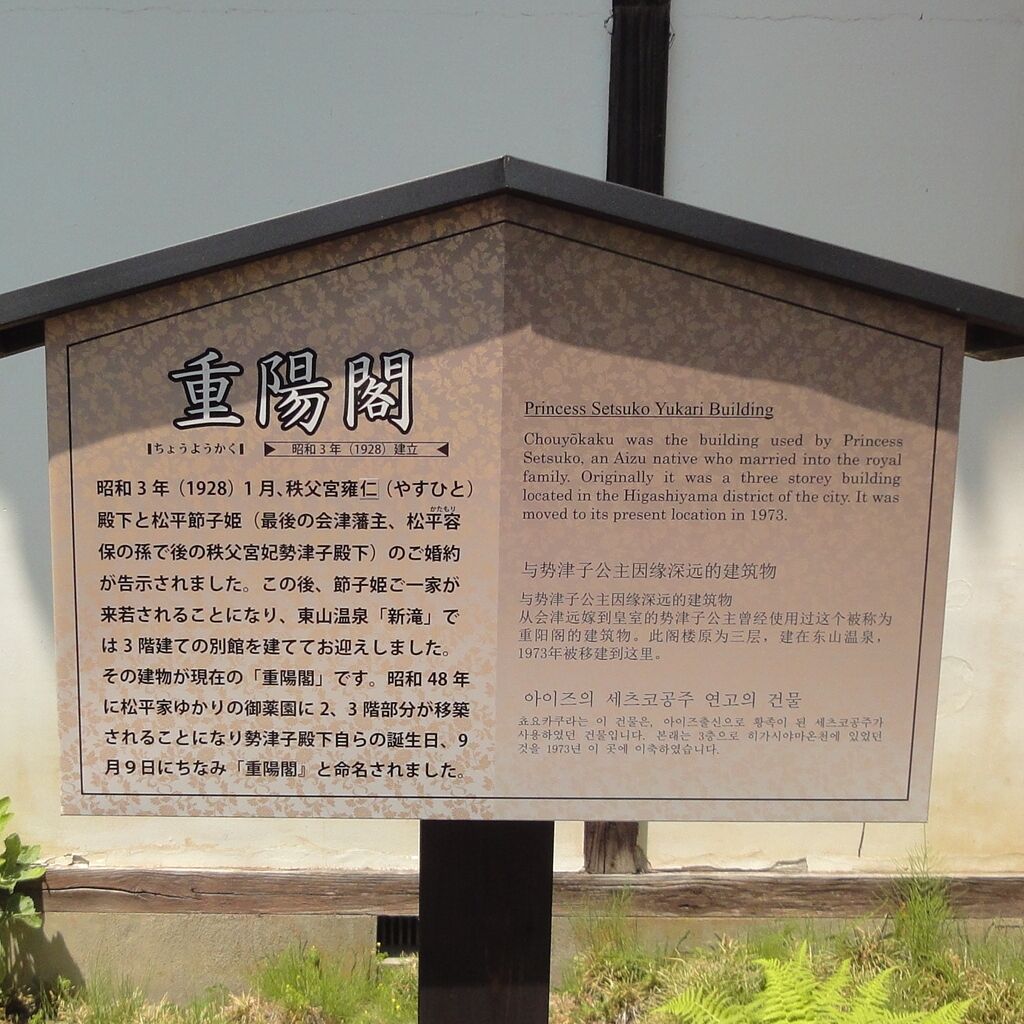 重陽閣
ちょうようかく
昭和3年（1928）建立
昭和3年（1928）1月、秩父宮雍仁（やすひと）
殿下と松平節子姫（最後の会津藩主、松平容
かたもり
保の孫で後の秩父宮妃勢津子殿下）のご婚約
が告示されました。この後、節子姫ご一家が
来若されることになり、東山温泉「新滝」で
は3階建ての別館を建ててお迎えしました。
その建物が現在の「重陽閣」です。昭和48年
に松平家ゆかりの御薬園に2、3階部分が移築
されることになり勢津子殿下自らの誕生日、9
月9日にちなみ「重陽閣』と命名されました。
Princess Setsuko Yukari Building
Chouyōkaku was the building used by Princess
Setsuko, an Aizu native who married into the royal
family. Originally it was a three storey building
located in the Higashiyama district of the city. It was
moved to its present location in 1973.
与势津子公主因缘深远的建筑物
与势津子公主因缘深远的建筑物
从会津远嫁到皇室的势津子公主曾经使用过这个被称为
重阳阁的建筑物。此阁楼原为三层，建在东山温泉，
1973年被移建到这里。
아이즈의 세츠코공주 연고의 건물
쵸요카쿠라는 이 건물은, 아이즈출신으로 황족이 된 세츠코공주가
사용하였던 건물입니다. 본래는 3층으로 히가시야마온천에 있었던
것을 1973년 이 곳에 이축하였습니다.